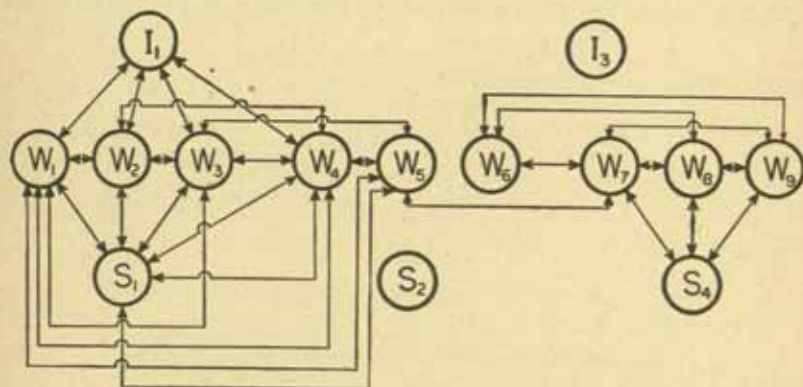 I₁ I₃
W₁ W₂ W₃ W₄ W₅ W₆ W₇ W₈ W₉
S₁ S₂ S₄